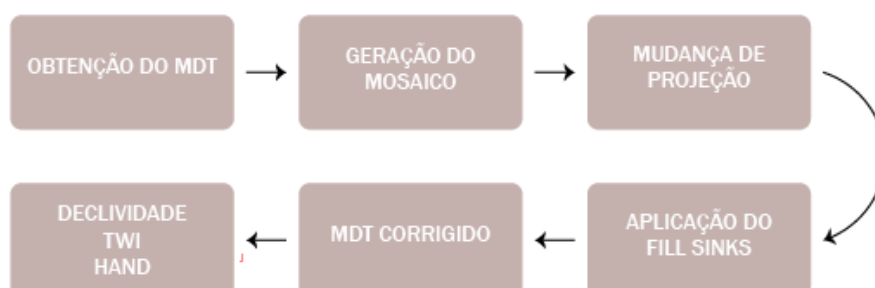 OBTENÇÃO DO MDT
GERAÇÃO DO
MOSAICO
MUDANÇA DE
PROJEÇÃO
APLICAÇÃO DO
FILL SINKS
MDT CORRIGIDO
DECLIVIDADE
TWI
HAND